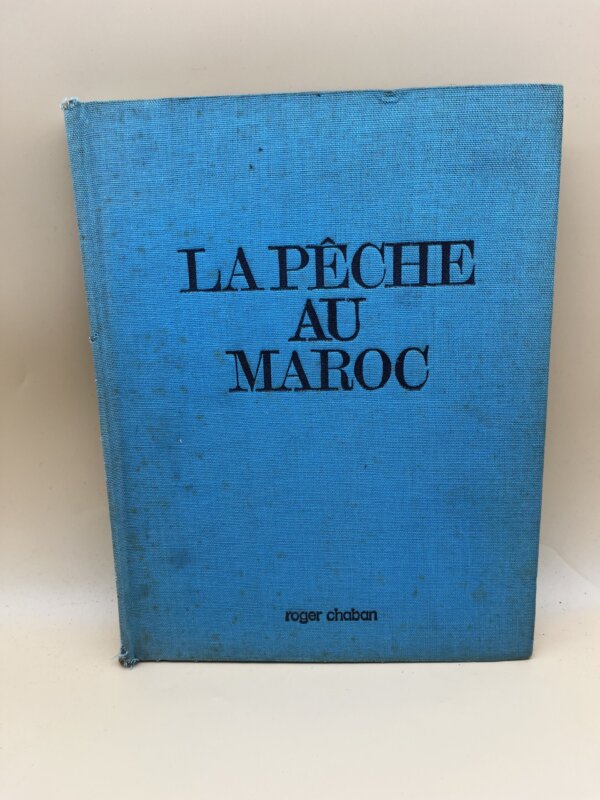 LA PÊCHE
AU
MAROC
roger chaban